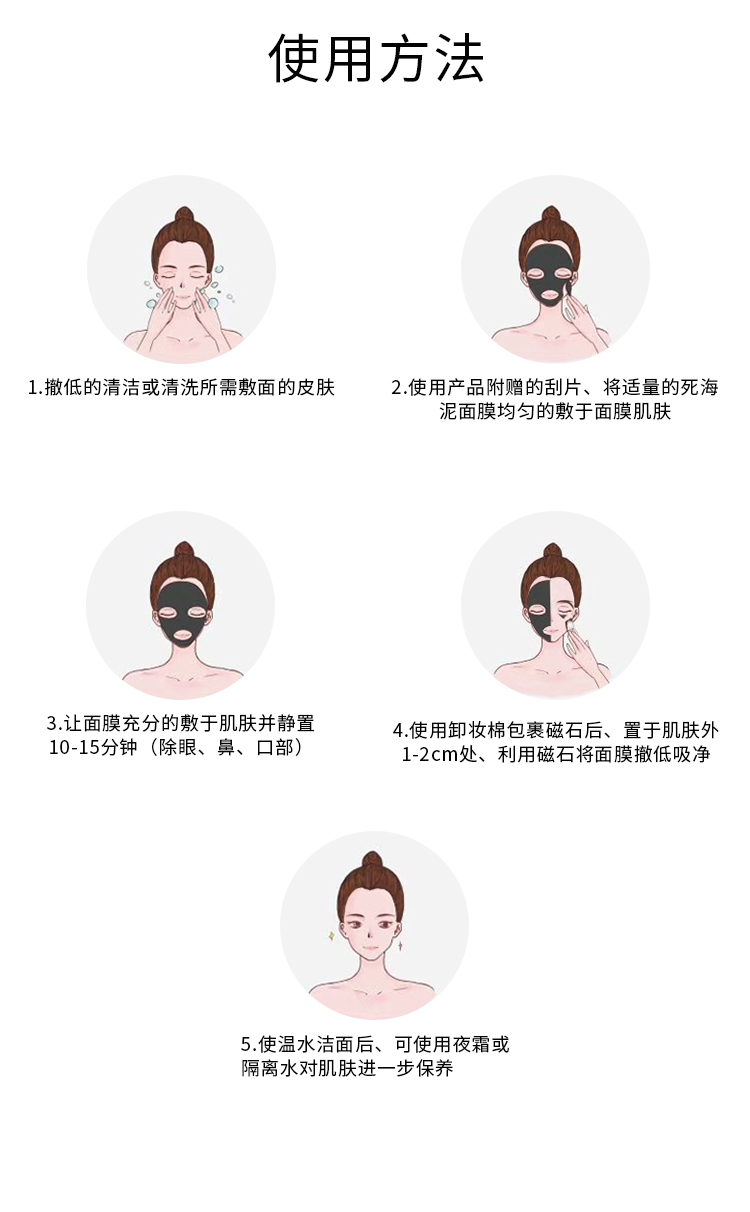 使用方法
1.撤低的清洁或清洗所需敷面的皮肤
2.使用产品附赠的刮片、将适量的死海
泥面膜均匀的敷于面膜肌肤
3.让面膜充分的敷于肌肤并静置
10-15分钟（除眼、鼻、口部）
4.使用卸妆棉包裹磁石后、置于肌肤外
1-2cm处、利用磁石将面膜撤低吸净
5.使温水洁面后、可使用夜霜或
隔离水对肌肤进一步保养